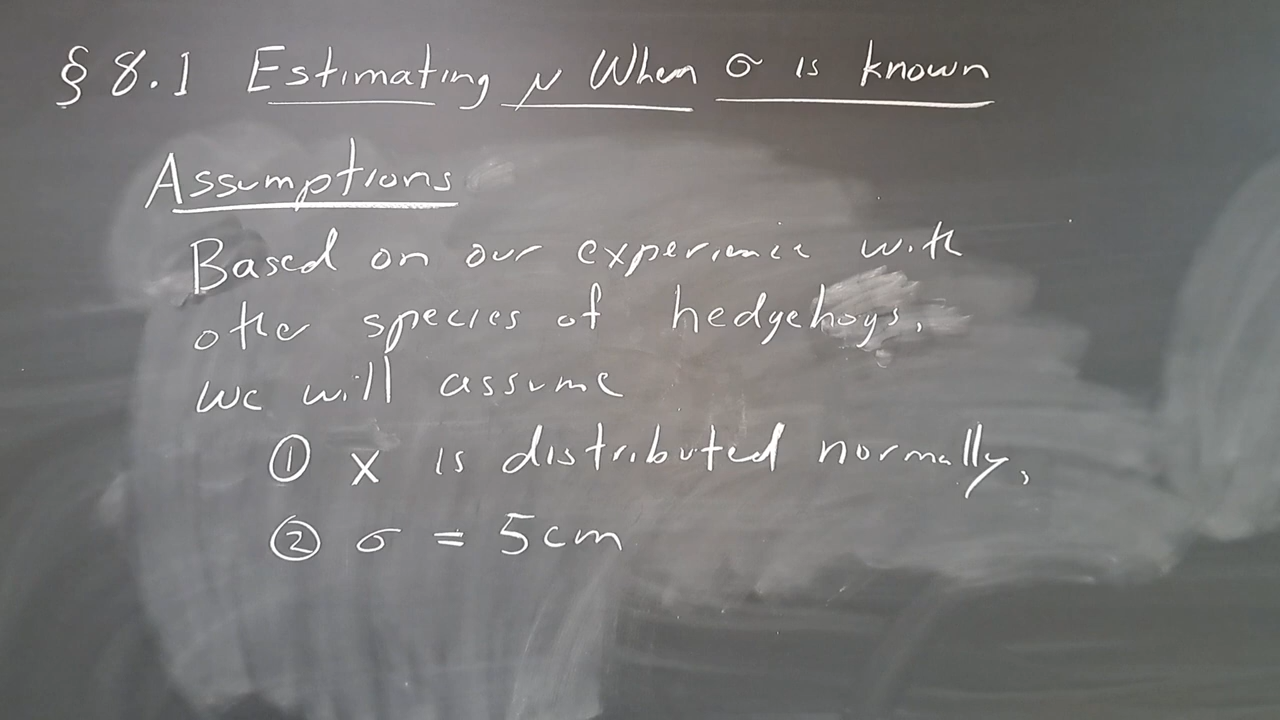 § 8.1 Estimating μ When σ is known
Assumptions
Based on our experience with
other species of hedgehogs,
we will assume
① x is distributed normally,
② σ = 5cm